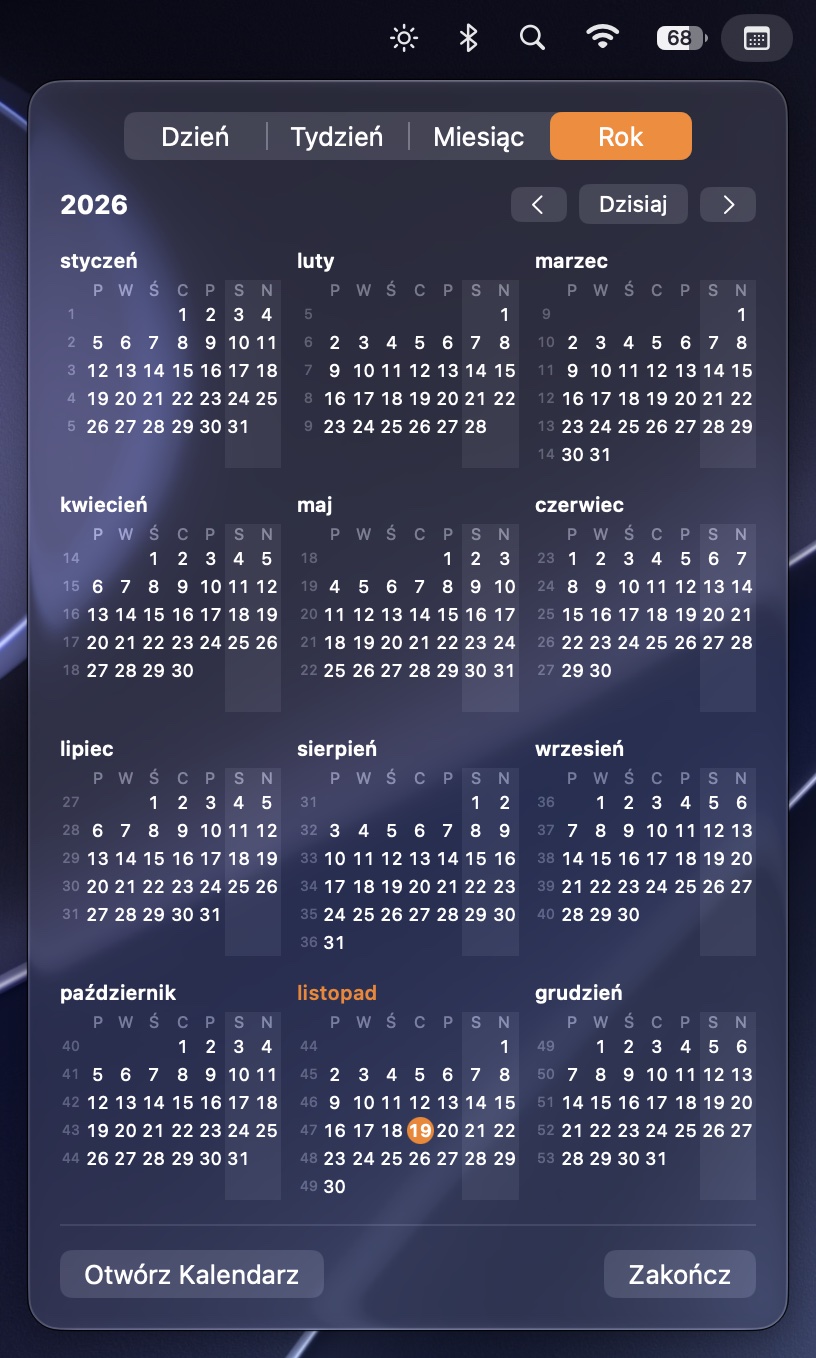 68
Dzień Tydzień Miesiąc Rok
2026 Dzisiaj
styczeń luty marzec
P W Ś C P S N P W Ś C P S N P W Ś C P S N
1 1 2 3 4 5 1 9 1
2 5 6 7 8 9 10 11 6 2 3 4 5 6 7 8 10 2 3 4 5 6 7 8
3 12 13 14 15 16 17 18 7 9 10 11 12 13 14 15 11 9 10 11 12 13 14 15
4 19 20 21 22 23 24 25 8 16 17 18 19 20 21 22 12 16 17 18 19 20 21 22
5 26 27 28 29 30 31 9 23 24 25 26 27 28 13 23 24 25 26 27 28 29
14 30 31
kwiecień maj czerwiec
P W Ś C P S N P W Ś C P S N P W Ś C P S N
14 1 2 3 4 5 18 1 2 3 23 1 2 3 4 5 6 7
15 6 7 8 9 10 11 12 19 4 5 6 7 8 9 10 24 8 9 10 11 12 13 14
16 13 14 15 16 17 18 19 20 11 12 13 14 15 16 17 25 15 16 17 18 19 20 21
17 20 21 22 23 24 25 26 21 18 19 20 21 22 23 24 26 22 23 24 25 26 27 28
18 27 28 29 30 22 25 26 27 28 29 30 31 27 29 30
lipiec sierpień wrzesień
P W Ś C P S N P W Ś C P S N P W Ś C P S N
27 1 2 3 4 5 31 1 2 36 1 2 3 4 5 6
28 6 7 8 9 10 11 12 32 3 4 5 6 7 8 9 37 7 8 9 10 11 12 13
29 13 14 15 16 17 18 19 33 10 11 12 13 14 15 16 38 14 15 16 17 18 19 20
30 20 21 22 23 24 25 26 34 17 18 19 20 21 22 23 39 21 22 23 24 25 26 27
31 27 28 29 30 31 35 24 25 26 27 28 29 30 40 28 29 30
36 31
październik listopad grudzień
P W Ś C P S N P W Ś C P S N P W Ś C P S N
40 1 2 3 4 44 1 49 1 2 3 4 5 6
41 5 6 7 8 9 10 11 45 2 3 4 5 6 7 8 50 7 8 9 10 11 12 13
42 12 13 14 15 16 17 18 46 9 10 11 12 13 14 15 51 14 15 16 17 18 19 20
43 19 20 21 22 23 24 25 47 16 17 18 19 20 21 22 52 21 22 23 24 25 26 27
44 26 27 28 29 30 31 48 23 24 25 26 27 28 29 53 28 29 30 31
49 30
Otwórz Kalendarz Zakończ